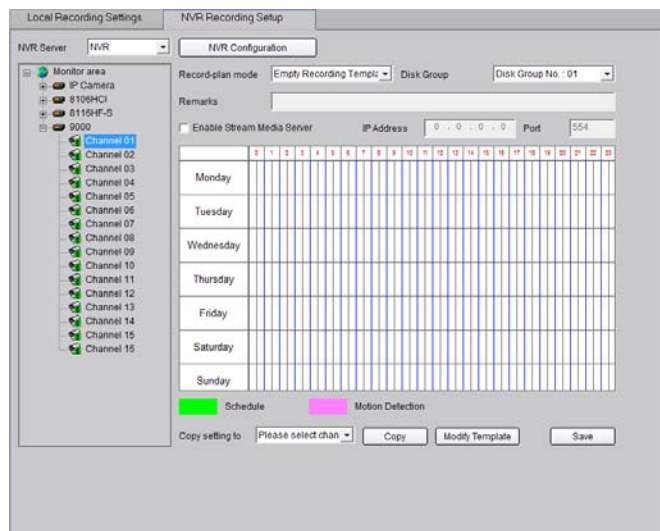 Local Recording Settings
NVR Recording Setup
NVR Server
NVR
NVR Configuration
Monitor area
IP Camera
8106HCI
8116HF-S
9000
Channel 01
Channel 02
Channel 03
Channel 04
Channel 05
Channel 06
Channel 07
Channel 08
Channel 09
Channel 10
Channel 11
Channel 12
Channel 13
Channel 14
Channel 15
Channel 16
Record-plan mode
Empty Recording Templ
Disk Group
Disk Group No. : 01
Remarks
Enable Stream Media Server
IP Address
0 . 0 . 0 . 0
Port
554
0 1 2 3 4 5 6 7 8 9 10 11 12 13 14 15 16 17 18 19 20 21 22 23
Monday
Tuesday
Wednesday
Thursday
Friday
Saturday
Sunday
Schedule
Motion Detection
Copy setting to
Please select chan
Copy
Modify Template
Save